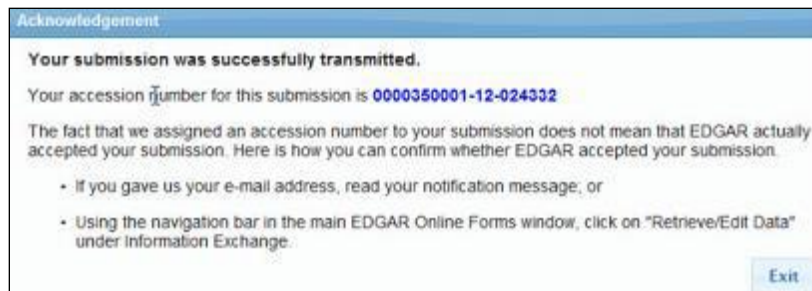 Acknowledgement
Your submission was successfully transmitted.
Your accession number for this submission is 0000350001-12-024332
The fact that we assigned an accession number to your submission does not mean that EDGAR actually
accepted your submission. Here is how you can confirm whether EDGAR accepted your submission.
• If you gave us your e-mail address, read your notification message; or
• Using the navigation bar in the main EDGAR Online Forms window, click on "Retrieve/Edit Data"
under Information Exchange.
Exit